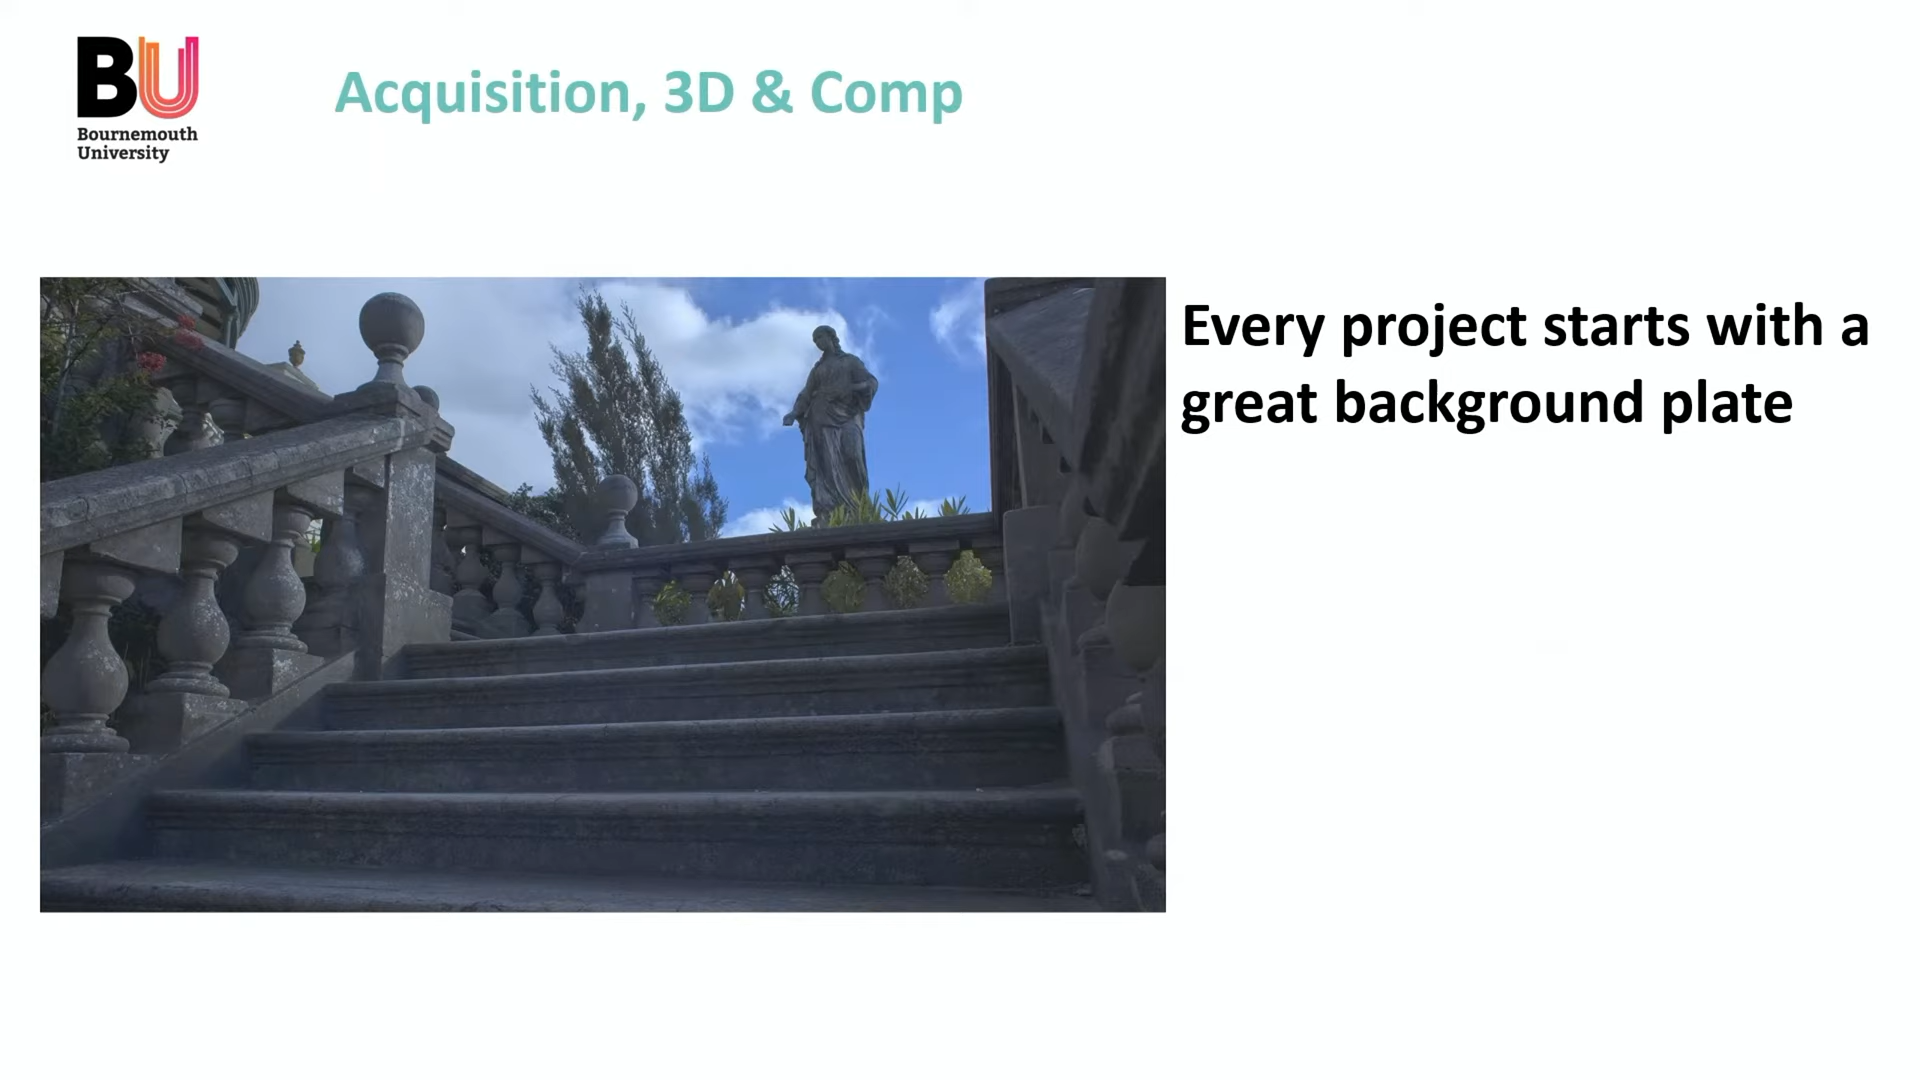 BU
Bournemouth
University
Acquisition, 3D & Comp
Every project starts with a
great background plate